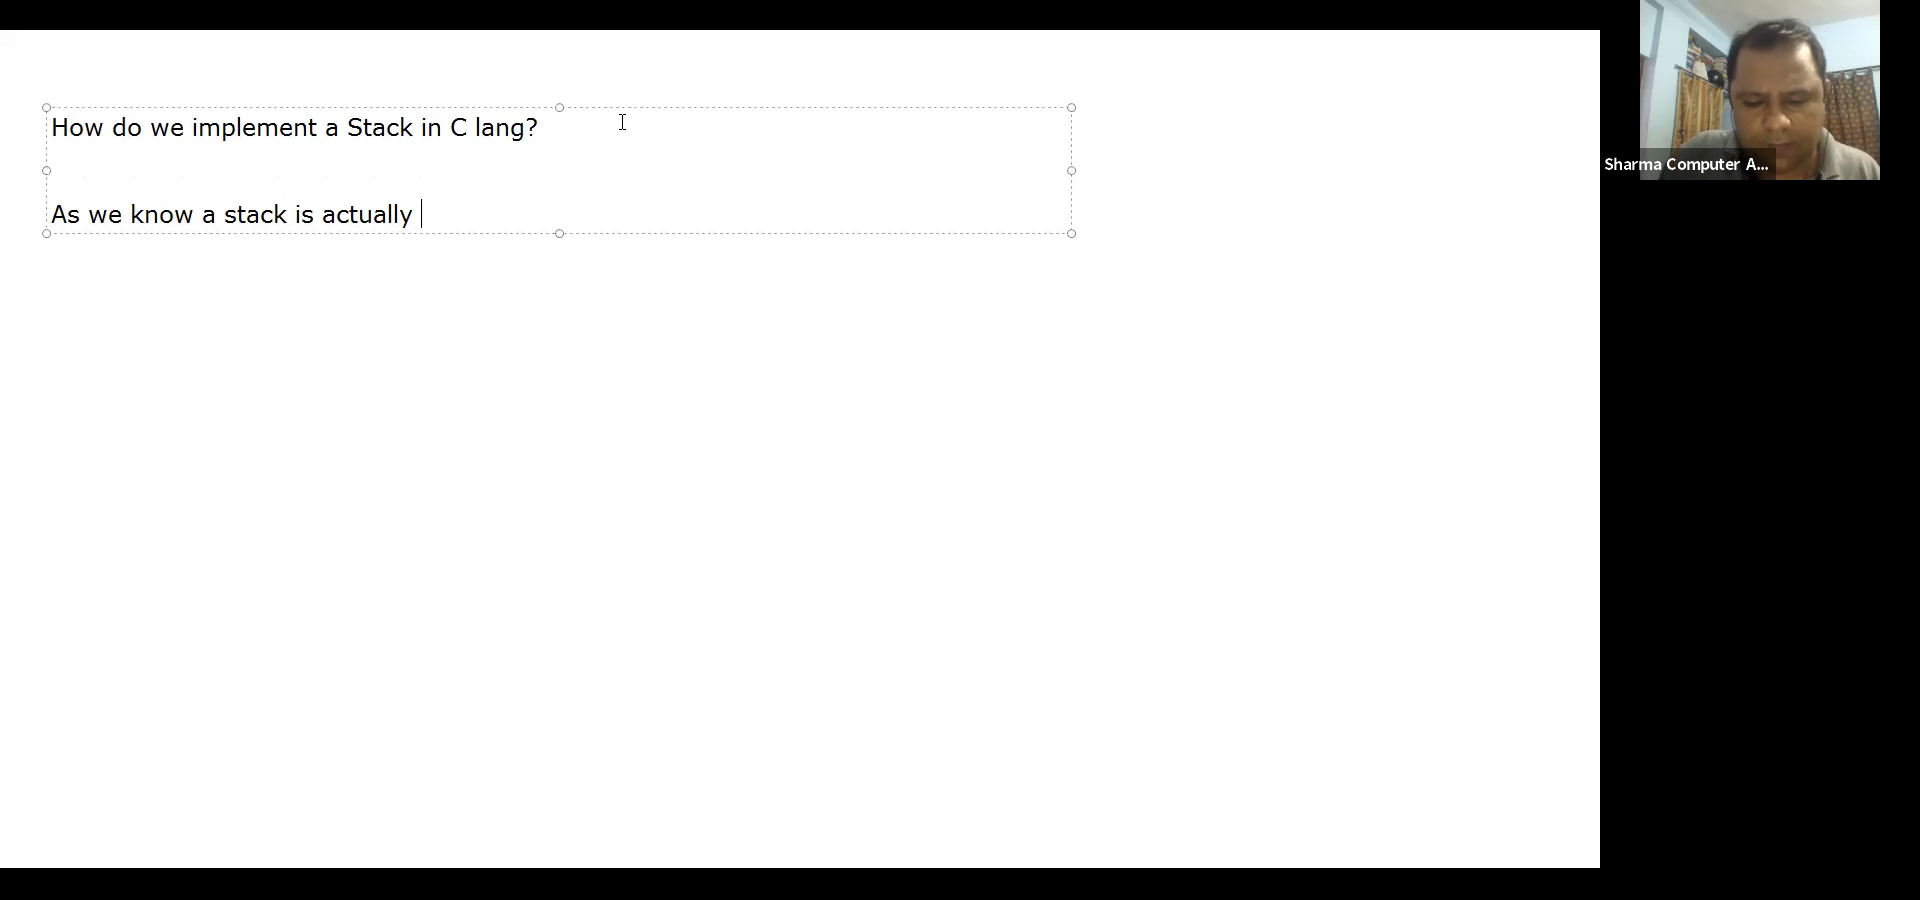 How do we implement a Stack in C lang?
As we know a stack is actually
Sharma Computer A...